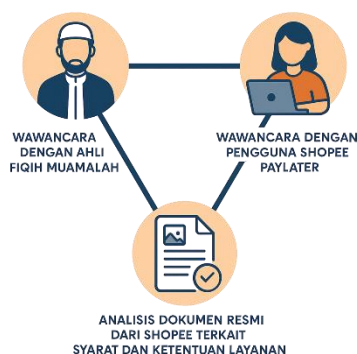 WAWANCARA
DENGAN AHLI
FIQIH MUAMALAH
WAWANCARA DENGAN
PENGGUNA SHOPEE
PAYLATER
ANALISIS DOKUMEN RESMI
DARI SHOPEE TERKAIT
SYARAT DAN KETENTUAN LAYANAN